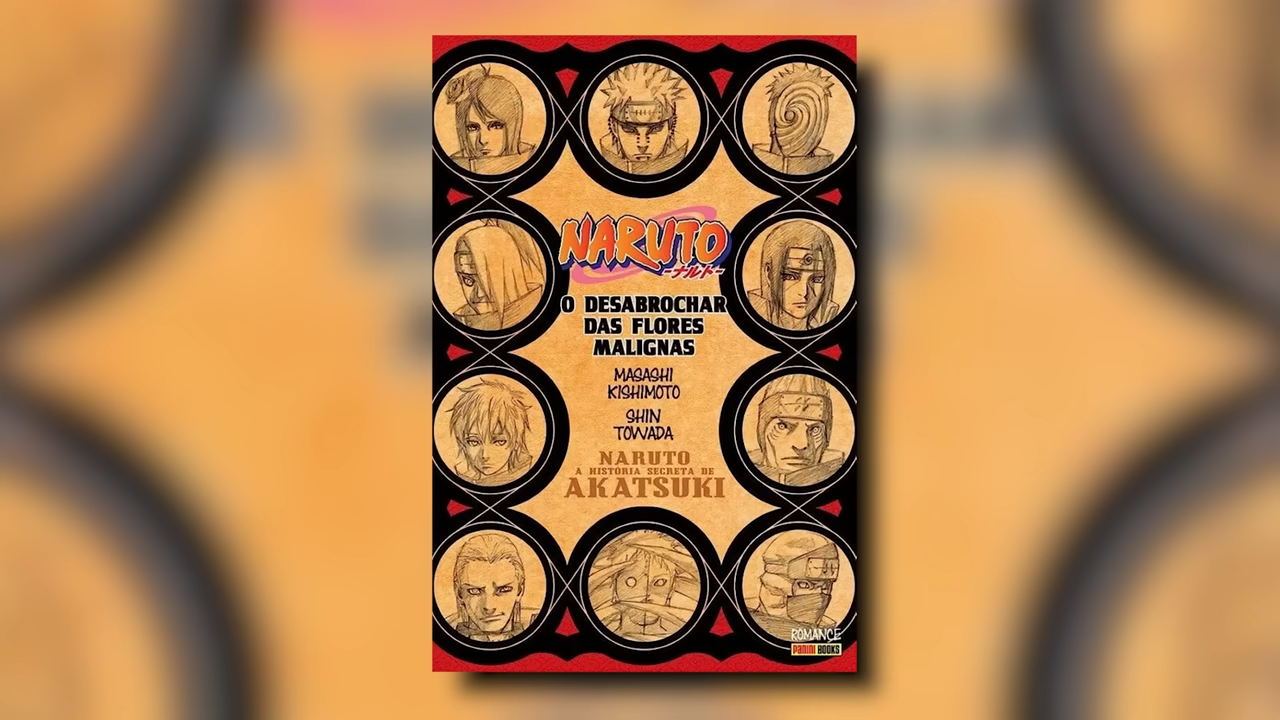 NARUTO
-ナルト-
O DESABROCHAR
DAS FLORES
MALIGNAS
MASASHI
KISHIMOTO
SHIN
TOWADA
NARUTO
A HISTÓRIA SECRETA DE
AKATSUKI
ROMANCE
PANINI BOOKS